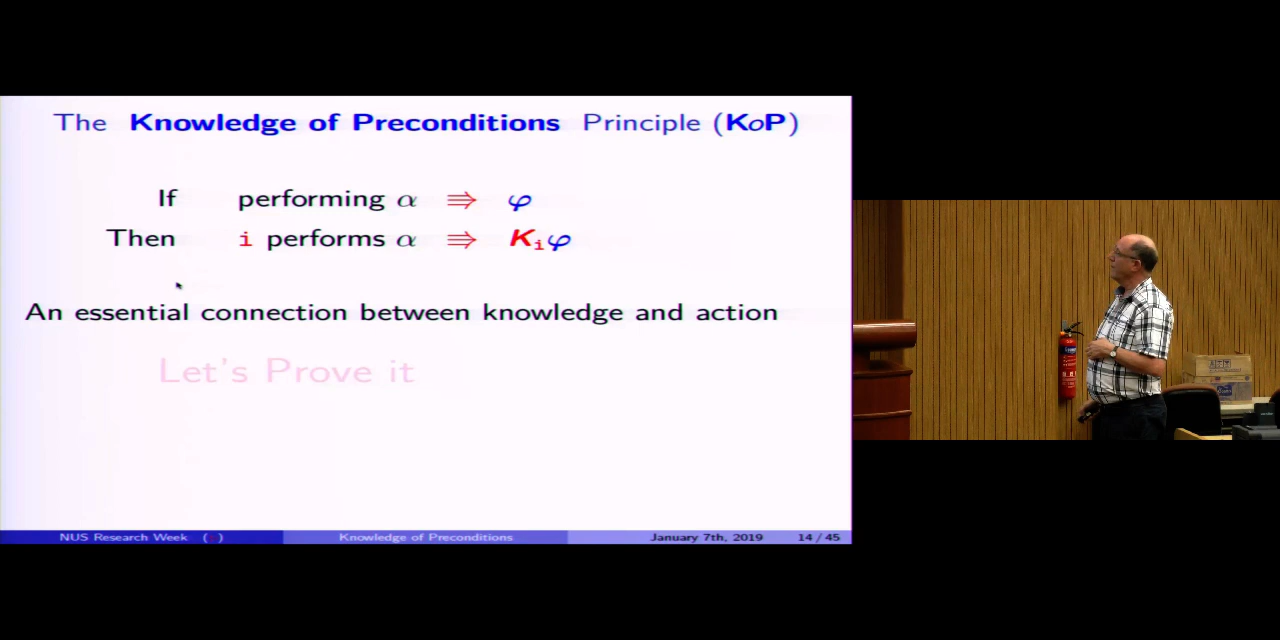 The Knowledge of Preconditions Principle (KoP)
If performing α ⇛ φ
Then i performs α ⇛ Kᵢφ
An essential connection between knowledge and action
Let's Prove it
NUS Research Week ( ) Knowledge of Preconditions January 7th, 2019 14 / 45